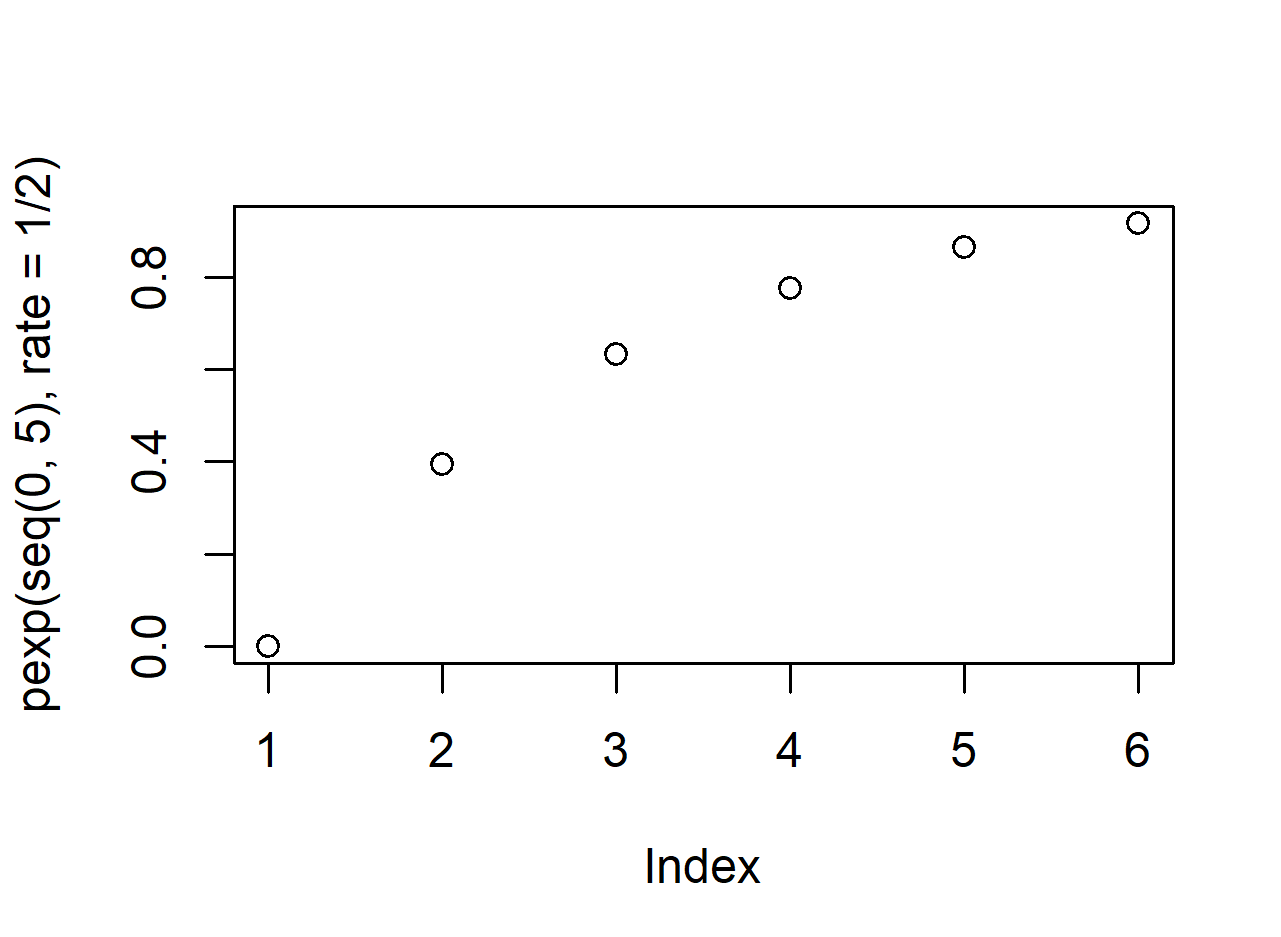 pexp(seq(0, 5), rate = 1/2)
0.8
0.4
0.0
1 2 3 4 5 6
Index